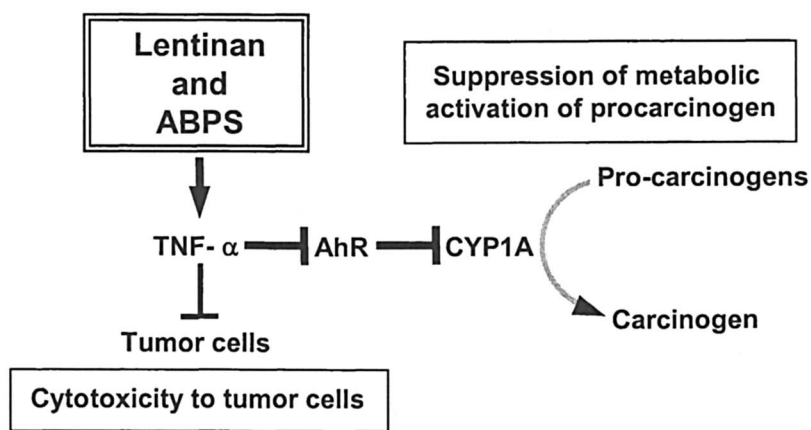 Lentinan
and
ABPS
Suppression of metabolic
activation of procarcinogen
Pro-carcinogens
TNF- α
AhR
CYP1A
Carcinogen
Tumor cells
Cytotoxicity to tumor cells